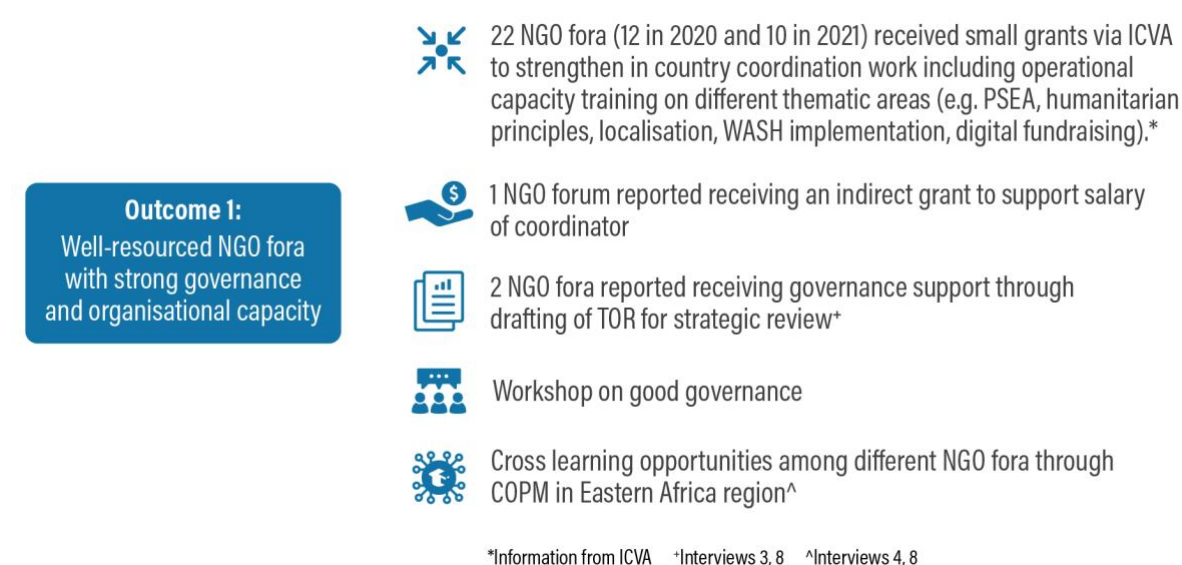 Outcome 1:
Well-resourced NGO fora
with strong governance
and organisational capacity
22 NGO fora (12 in 2020 and 10 in 2021) received small grants via ICVA
to strengthen in country coordination work including operational
capacity training on different thematic areas (e.g. PSEA, humanitarian
principles, localisation, WASH implementation, digital fundraising).*
$
1 NGO forum reported receiving an indirect grant to support salary
of coordinator
2 NGO fora reported receiving governance support through
drafting of TOR for strategic review⁺
Workshop on good governance
Cross learning opportunities among different NGO fora through
COPM in Eastern Africa region^
*Information from ICVA ⁺Interviews 3, 8 ^Interviews 4, 8